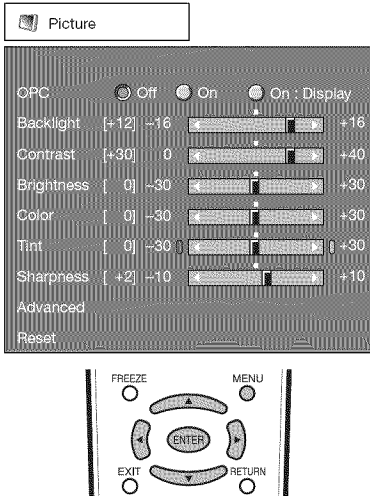 Picture
OPC Off On On : Display
Backlight [+12] −16 +16
Contrast [+30] 0 +40
Brightness [ 0] −30 +30
Color [ 0] −30 +30
Tint [ 0] −30 +30
Sharpness [ +2] −10 +10
Advanced
Reset
FREEZE MENU
ENTER
EXIT RETURN